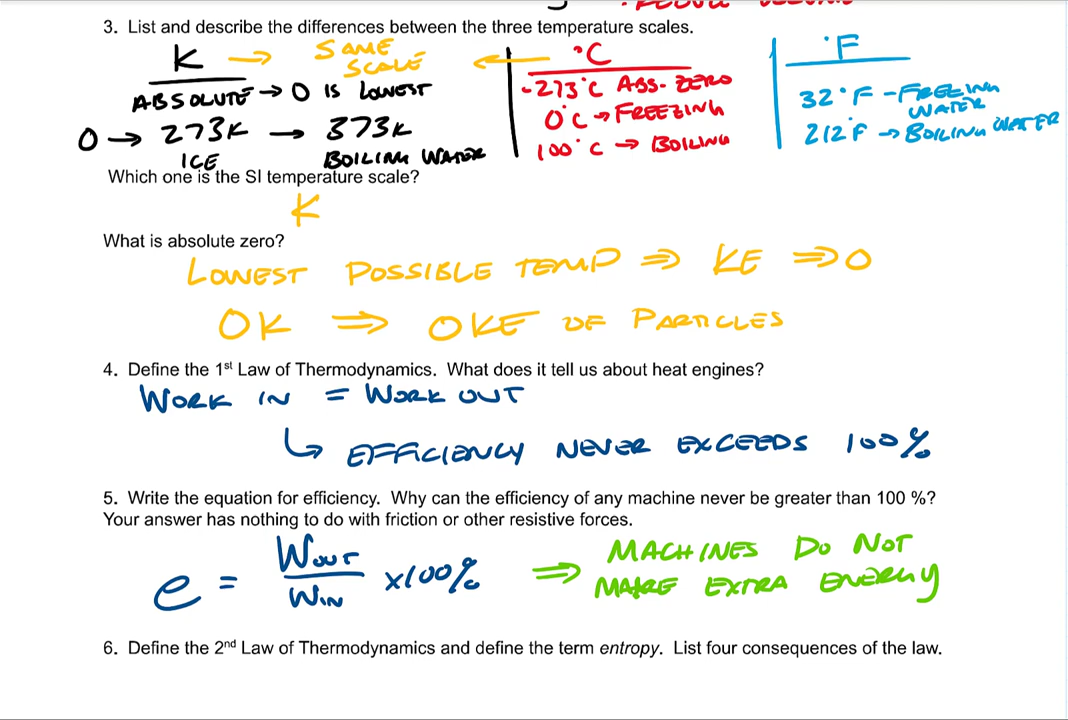 3. List and describe the differences between the three temperature scales.
K → SAME SCALE ← °C °F
ABSOLUTE → 0 IS LOWEST
0 → 273K → 373K
ICE BOILING WATER
-273°C ABS. ZERO
0°C → FREEZING
100°C → BOILING
32°F - FREEZING WATER
212°F → BOILING WATER
Which one is the SI temperature scale?
K
What is absolute zero?
LOWEST POSSIBLE TEMP ⇒ KE ⇒ 0
0K ⇒ 0 KE OF PARTICLES
4. Define the 1st Law of Thermodynamics. What does it tell us about heat engines?
WORK IN = WORK OUT
↳ EFFICIENCY NEVER EXCEEDS 100%
5. Write the equation for efficiency. Why can the efficiency of any machine never be greater than 100 %?
Your answer has nothing to do with friction or other resistive forces.
e = WOUT / WIN x100% ⇒ MACHINES DO NOT
MAKE EXTRA ENERGY
6. Define the 2nd Law of Thermodynamics and define the term entropy. List four consequences of the law.